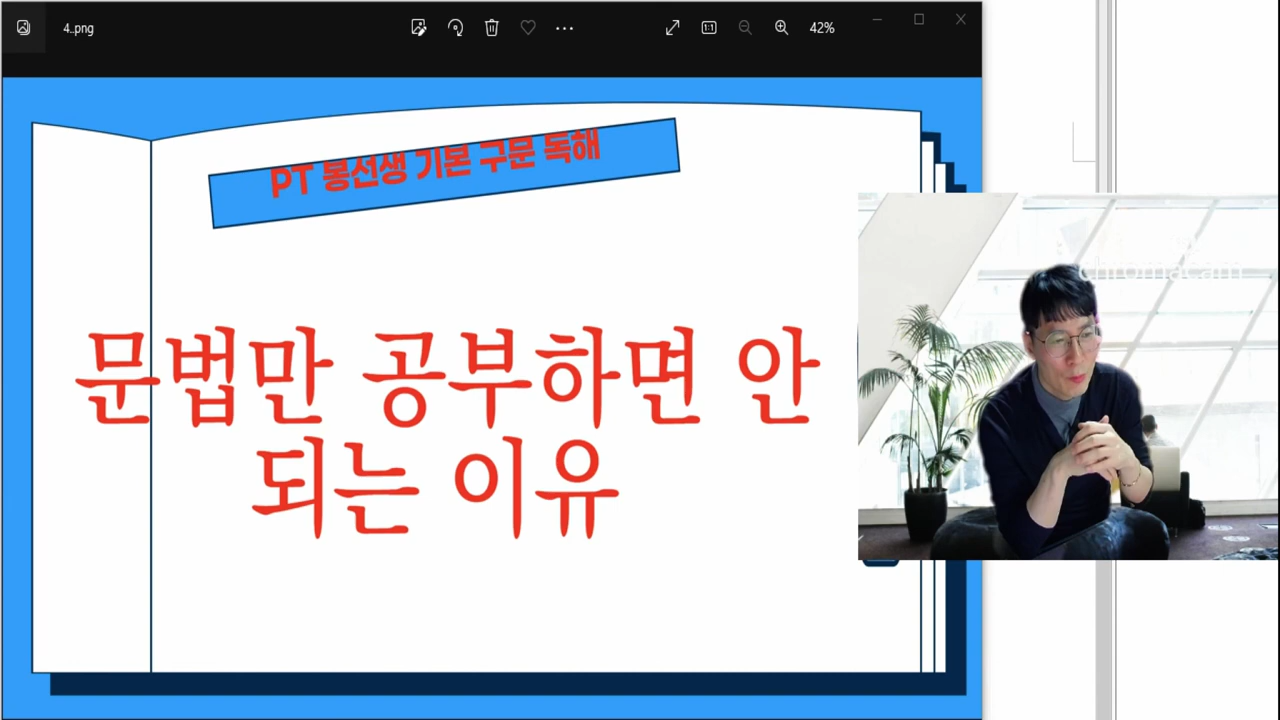 4..png
42%
PT 봉선생 기본 구문 독해
문법만 공부하면 안
되는 이유
chromacam